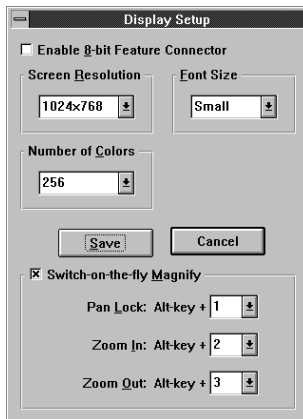 Display Setup
Enable 8-bit Feature Connector
Screen Resolution
Font Size
1024x768
Small
Number of Colors
256
Save
Cancel
Switch-on-the-fly Magnify
Pan Lock: Alt-key + 1
Zoom In: Alt-key + 2
Zoom Out: Alt-key + 3